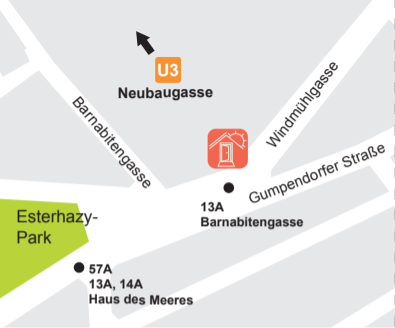 U3
Neubaugasse
Barnabitengasse
Windmühlgasse
Gumpendorfer Straße
13A
Barnabitengasse
Esterhazy-
Park
57A
13A, 14A
Haus des Meeres